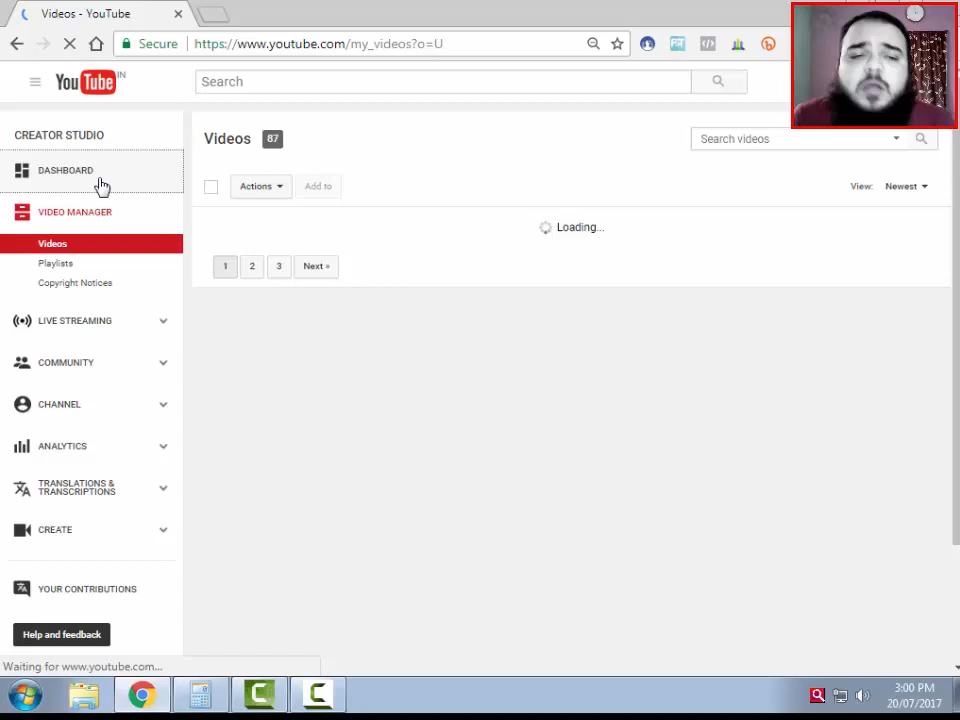 Videos - YouTube
Secure
https://www.youtube.com/my_videos?o=U
YouTube IN
Search
CREATOR STUDIO
DASHBOARD
VIDEO MANAGER
Videos
Playlists
Copyright Notices
LIVE STREAMING
COMMUNITY
CHANNEL
ANALYTICS
TRANSLATIONS &
TRANSCRIPTIONS
CREATE
YOUR CONTRIBUTIONS
Help and feedback
Videos 87
Search videos
Actions
Add to
View: Newest
Loading...
1 2 3 Next »
Waiting for www.youtube.com...
3:00 PM
20/07/2017